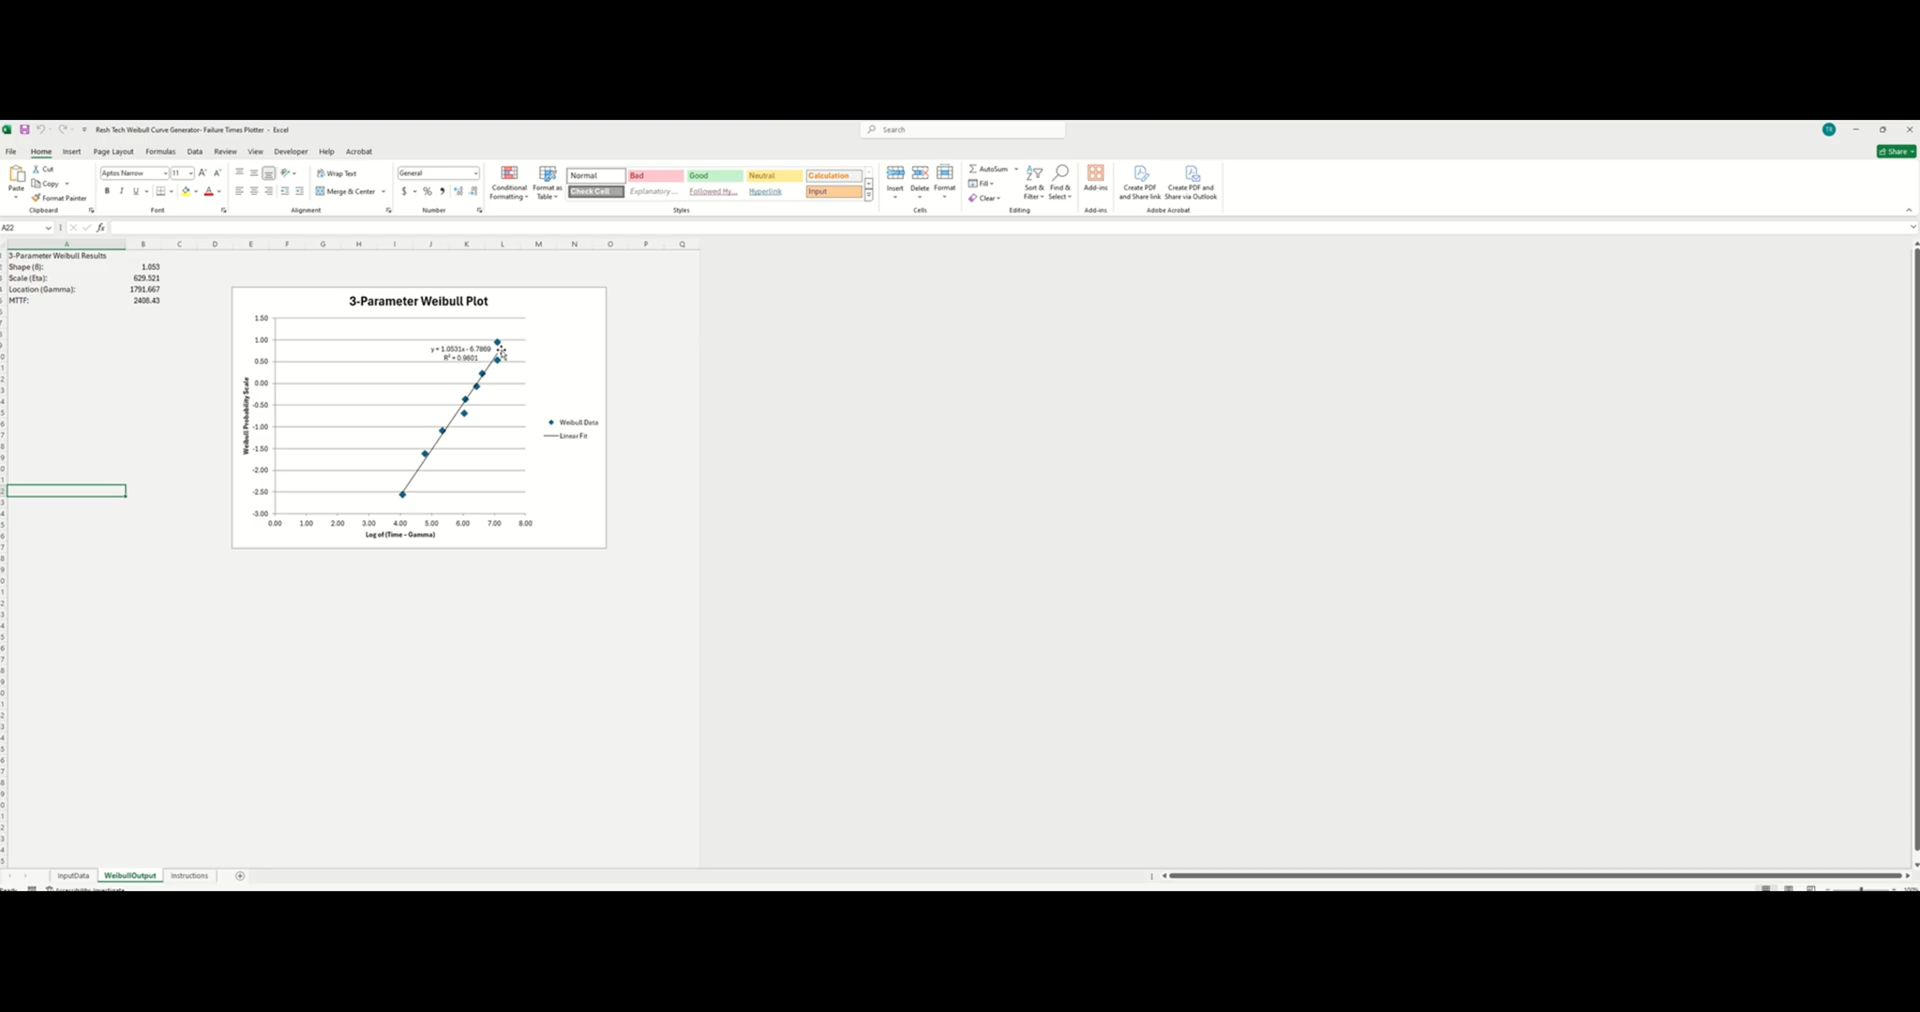 Resh Tech Weibull Curve Generator- Failure Times Plotter - Excel
Search
TR
File Home Insert Page Layout Formulas Data Review View Developer Help Acrobat
Share
Paste
Cut
Copy
Format Painter
Clipboard
Aptos Narrow 11
B I U
Font
Wrap Text
Merge & Center
Alignment
General
$ % 9
Number
Conditional Formatting
Format as Table
Normal Bad Good Neutral Calculation
Check Cell Explanatory ... Followed Hy... Hyperlink Input
Styles
Insert Delete Format
Cells
AutoSum
Fill
Clear
Sort & Filter
Find & Select
Editing
Add-ins
Add-ins
Create PDF and Share link
Create PDF and Share via Outlook
Adobe Acrobat
A22
fx
A B C D E F G H I J K L M N O P Q
3-Parameter Weibull Results
Shape (ß): 1.053
Scale (Eta): 629.521
Location (Gamma): 1791.667
MTTF: 2408.43
3-Parameter Weibull Plot
1.50
1.00
0.50
0.00
-0.50
-1.00
-1.50
-2.00
-2.50
-3.00
Weibull Probability Scale
y = 1.0531x - 6.7869
R² = 0.9801
Weibull Data
Linear Fit
0.00 1.00 2.00 3.00 4.00 5.00 6.00 7.00 8.00
Log of (Time - Gamma)
InputData WeibullOutput Instructions